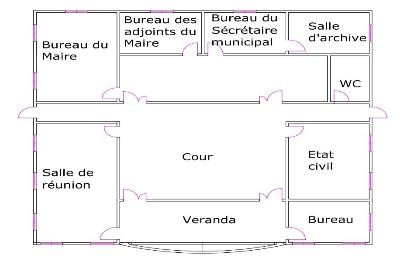 Bureau du
Maire
Bureau des
adjoints du
Maire
Bureau du
Sécrétaire
municipal
Salle
d'archive
WC
Salle de
réunion
Cour
Etat
civil
Veranda
Bureau